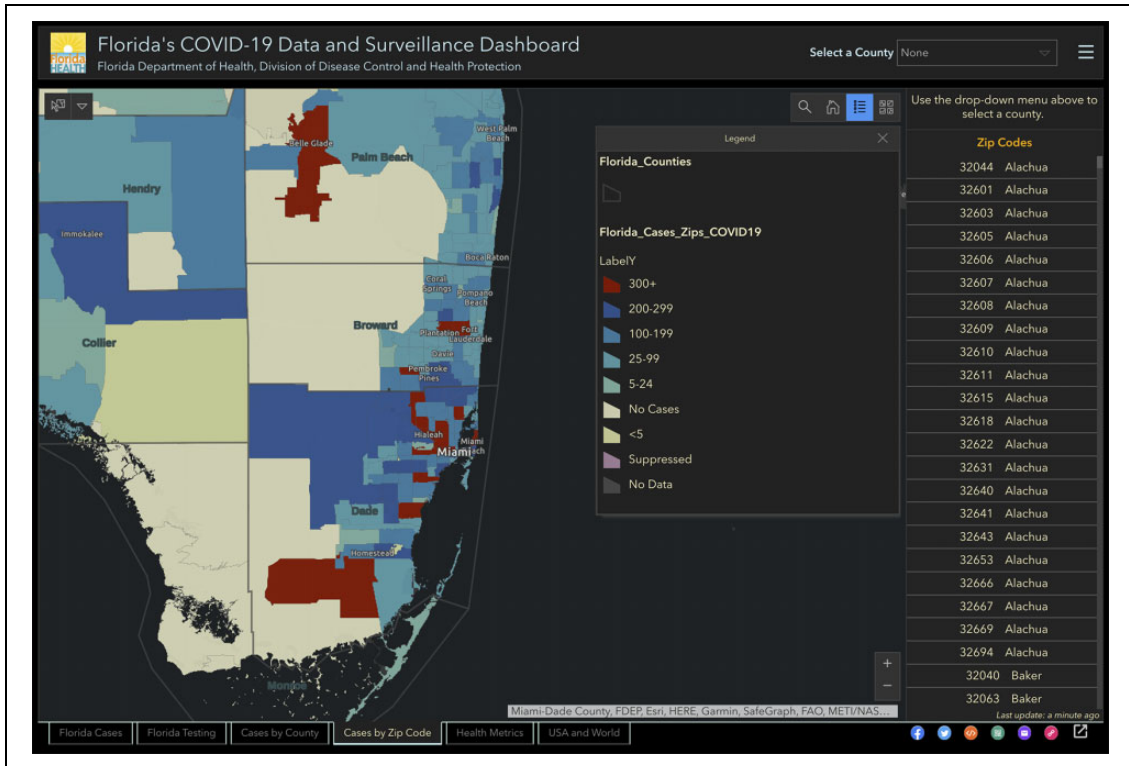 Florida HEALTH
Florida's COVID-19 Data and Surveillance Dashboard
Florida Department of Health, Division of Disease Control and Health Protection
Select a County None
Use the drop-down menu above to
select a county.
Zip Codes
32044 Alachua
32601 Alachua
32603 Alachua
32605 Alachua
32606 Alachua
32607 Alachua
32608 Alachua
32609 Alachua
32610 Alachua
32611 Alachua
32615 Alachua
32618 Alachua
32622 Alachua
32631 Alachua
32640 Alachua
32641 Alachua
32643 Alachua
32653 Alachua
32666 Alachua
32667 Alachua
32669 Alachua
32694 Alachua
32040 Baker
32063 Baker
Last update: a minute ago
Legend
Florida_Counties
Florida_Cases_Zips_COVID19
LabelY
300+
200-299
100-199
25-99
5-24
No Cases
<5
Suppressed
No Data
West Palm
Beach
Belle Glade
Palm Beach
Hendry
Immokalee
Boca Raton
Coral
Springs
Pompano
Beach
Broward
Plantation
Fort
Lauderdale
Collier
Davie
Pembroke
Pines
Hialeah
Miami
Miami
Dade
Homestead
Monroe
+
−
Miami-Dade County, FDEP, Esri, HERE, Garmin, SafeGraph, FAO, METI/NAS...
Florida Cases
Florida Testing
Cases by County
Cases by Zip Code
Health Metrics
USA and World